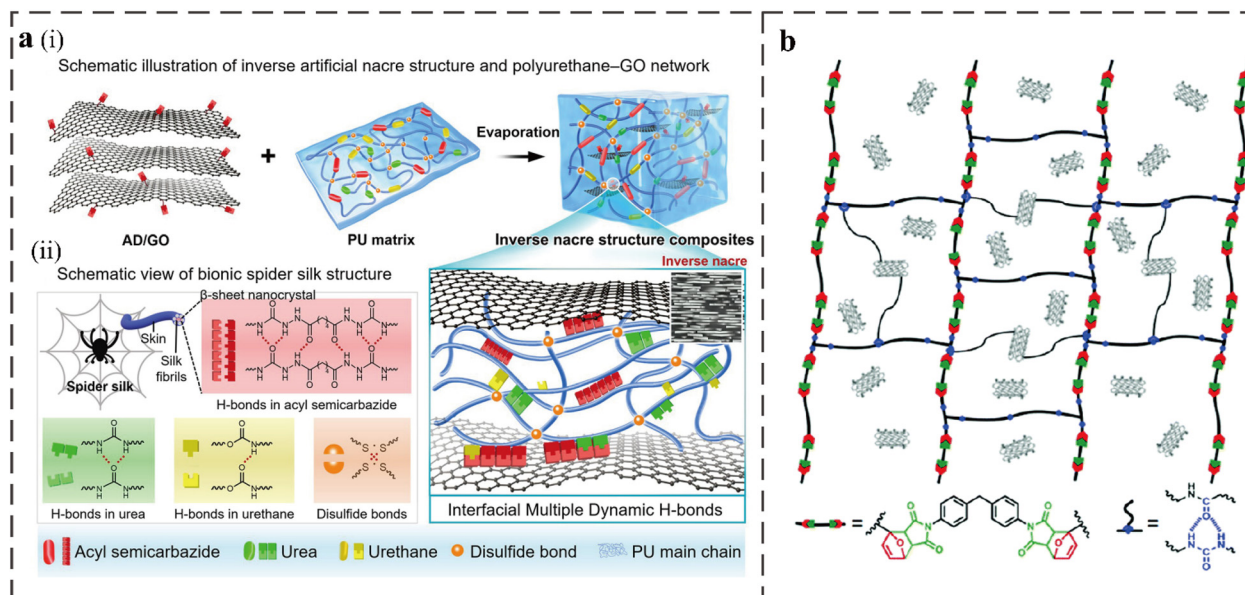 a (i)
Schematic illustration of inverse artificial nacre structure and polyurethane–GO network
Evaporation
+
AD/GO
PU matrix
Inverse nacre structure composites
(ii)
Schematic view of bionic spider silk structure
β-sheet nanocrystal
Skin
Silk
fibrils
Spider silk
H-bonds in acyl semicarbazide
H-bonds in urea
H-bonds in urethane
Disulfide bonds
Inverse nacre
Interfacial Multiple Dynamic H-bonds
Acyl semicarbazide
Urea
Urethane
Disulfide bond
PU main chain
b
=
=